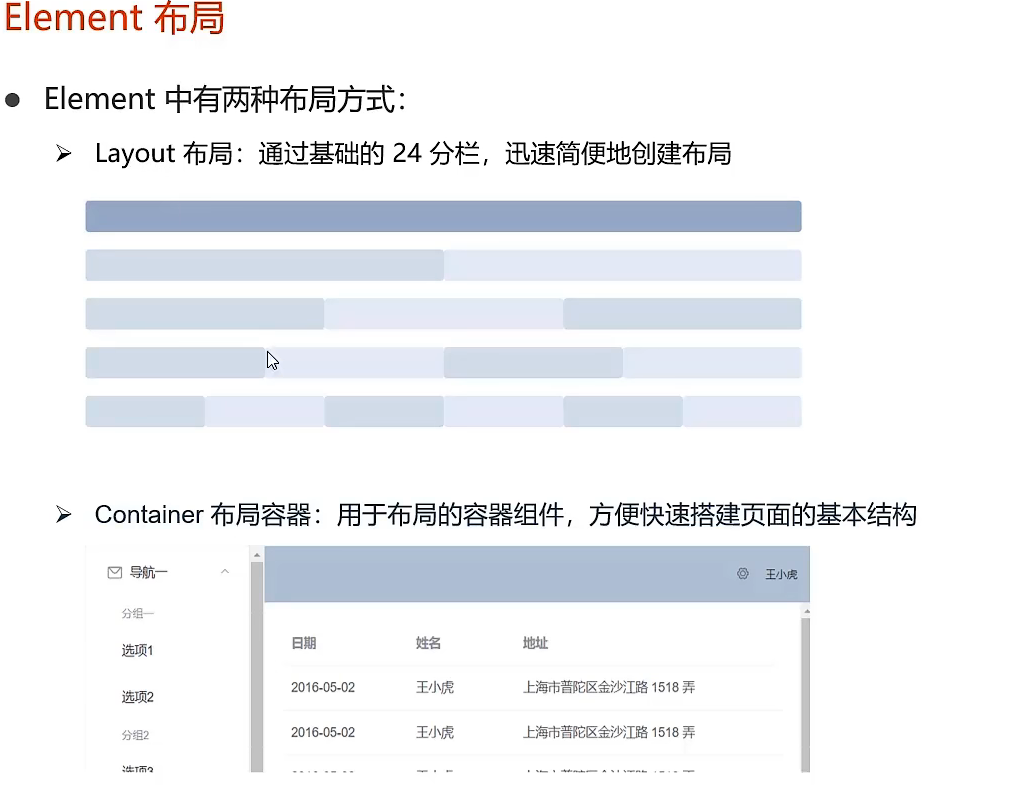 Element 布局
Element 中有两种布局方式：
Layout 布局：通过基础的 24 分栏，迅速简便地创建布局
Container 布局容器：用于布局的容器组件，方便快速搭建页面的基本结构
导航一
王小虎
分组一
选项1
日期 姓名 地址
选项2
2016-05-02 王小虎 上海市普陀区金沙江路 1518 弄
分组2
2016-05-02 王小虎 上海市普陀区金沙江路 1518 弄
选项3